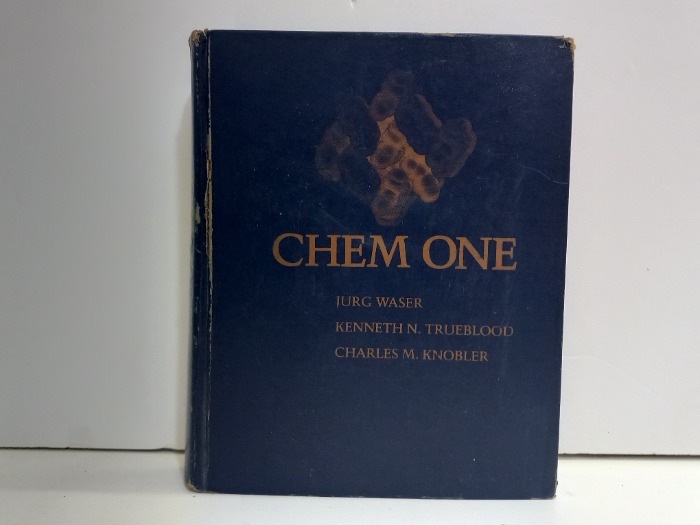 CHEM ONE
JURG WASER
KENNETH N. TRUEBLOOD
CHARLES M. KNOBLER